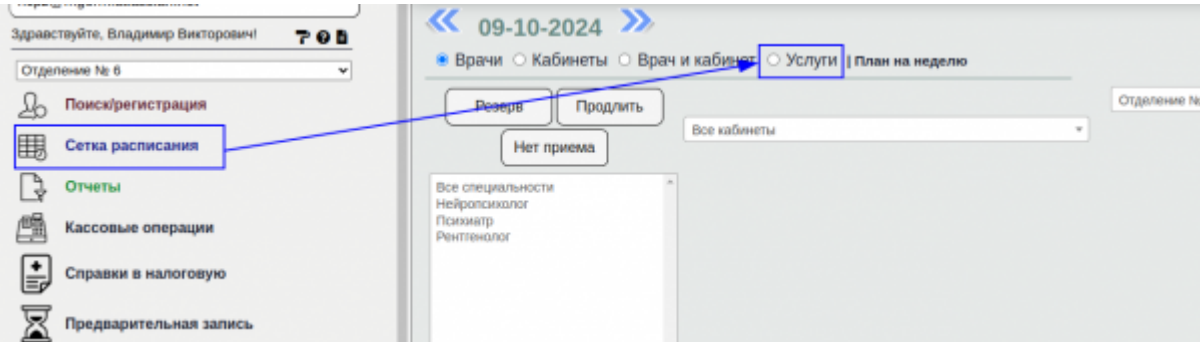 Здравствуйте, Владимир Викторович!
Отделение № 6
Поиск/регистрация
Сетка расписания
Отчеты
Кассовые операции
Справки в налоговую
Предварительная запись
09-10-2024
Врачи Кабинеты Врач и кабинет Услуги | План на неделю
Резерв Продлить
Отделение №
Все кабинеты
Нет приема
Все специальности
Нейропсихолог
Психиатр
Рентгенолог